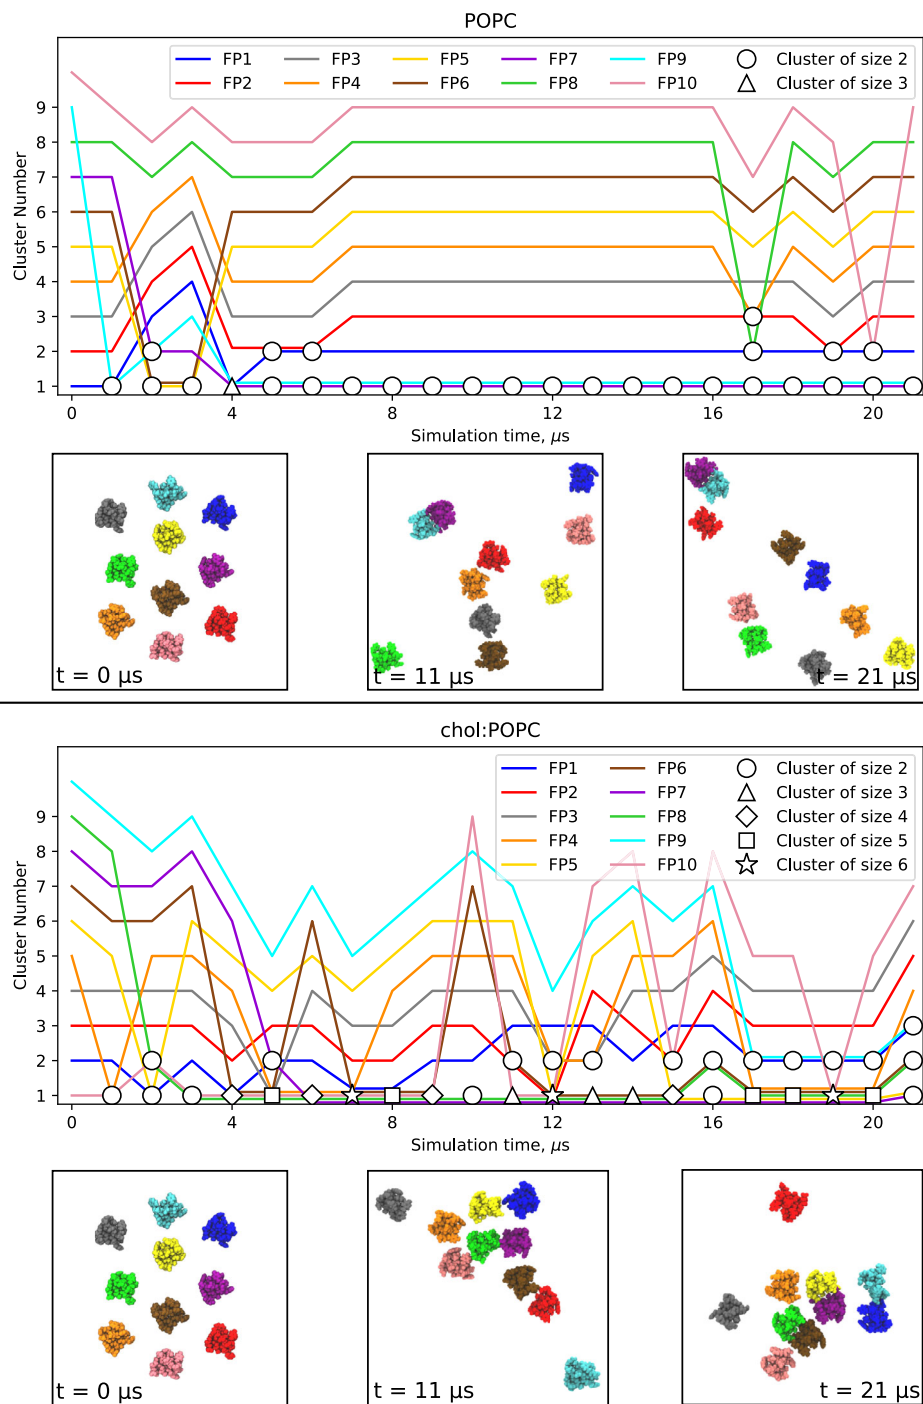 POPC
FP1 FP3 FP5 FP7 FP9 Cluster of size 2
FP2 FP4 FP6 FP8 FP10 Cluster of size 3
Cluster Number
9
8
7
6
5
4
3
2
1
0 4 8 12 16 20
Simulation time, μs
t = 0 μs t = 11 μs t = 21 μs
chol:POPC
FP1 FP6 Cluster of size 2
FP2 FP7 Cluster of size 3
FP3 FP8 Cluster of size 4
FP4 FP9 Cluster of size 5
FP5 FP10 Cluster of size 6
Cluster Number
9
8
7
6
5
4
3
2
1
0 4 8 12 16 20
Simulation time, μs
t = 0 μs t = 11 μs t = 21 μs